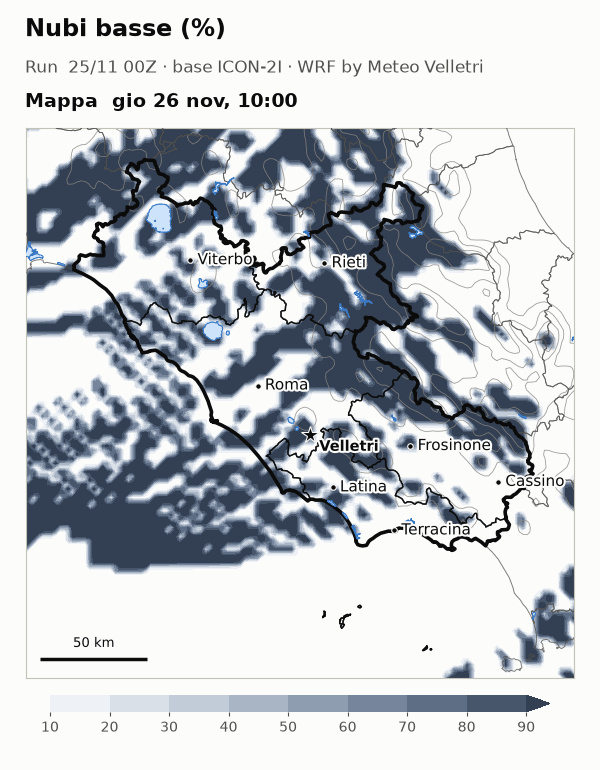 Nubi basse (%)
Run  25/11 00Z · base ICON-2I · WRF by Meteo Velletri
Mappa  gio 26 nov, 10:00
Viterbo
Rieti
Roma
Velletri
Frosinone
Latina
Cassino
Terracina
50 km
10 20 30 40 50 60 70 80 90